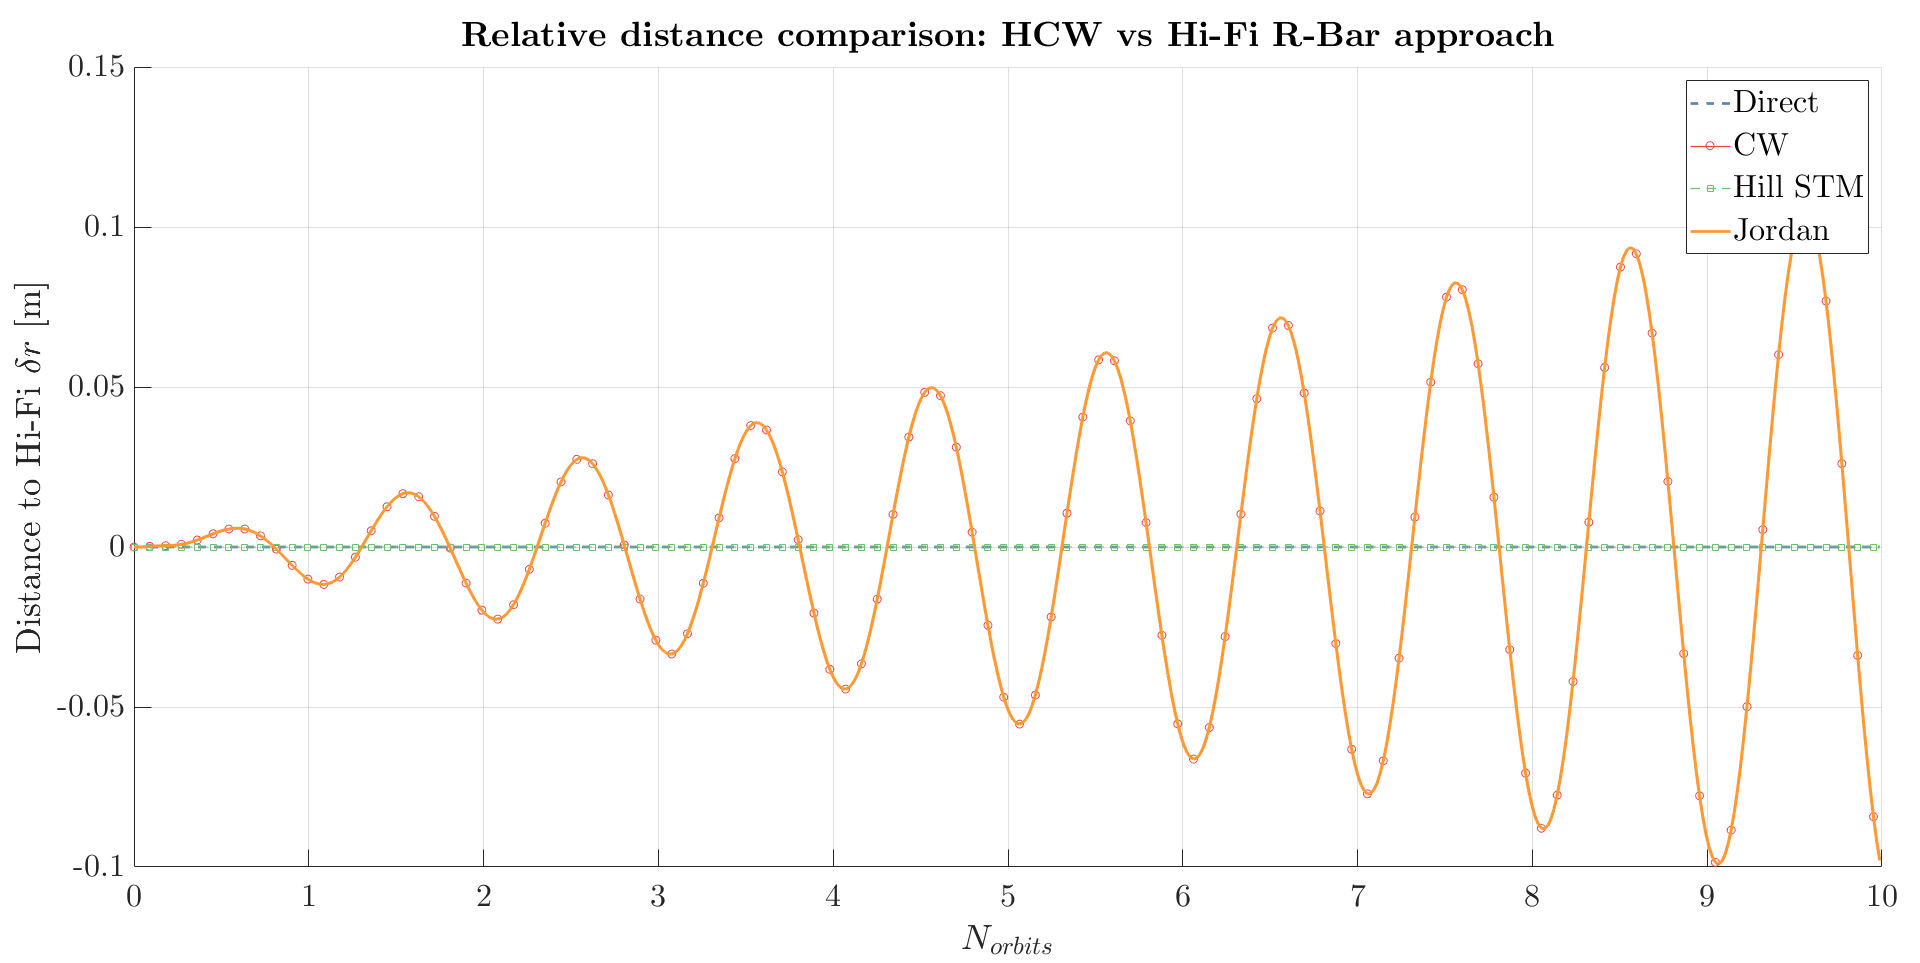 Relative distance comparison: HCW vs Hi-Fi R-Bar approach
Distance to Hi-Fi δr [m]
0.15
0.1
0.05
0
-0.05
-0.1
Direct
CW
Hill STM
Jordan
0 1 2 3 4 5 6 7 8 9 10
N_orbits